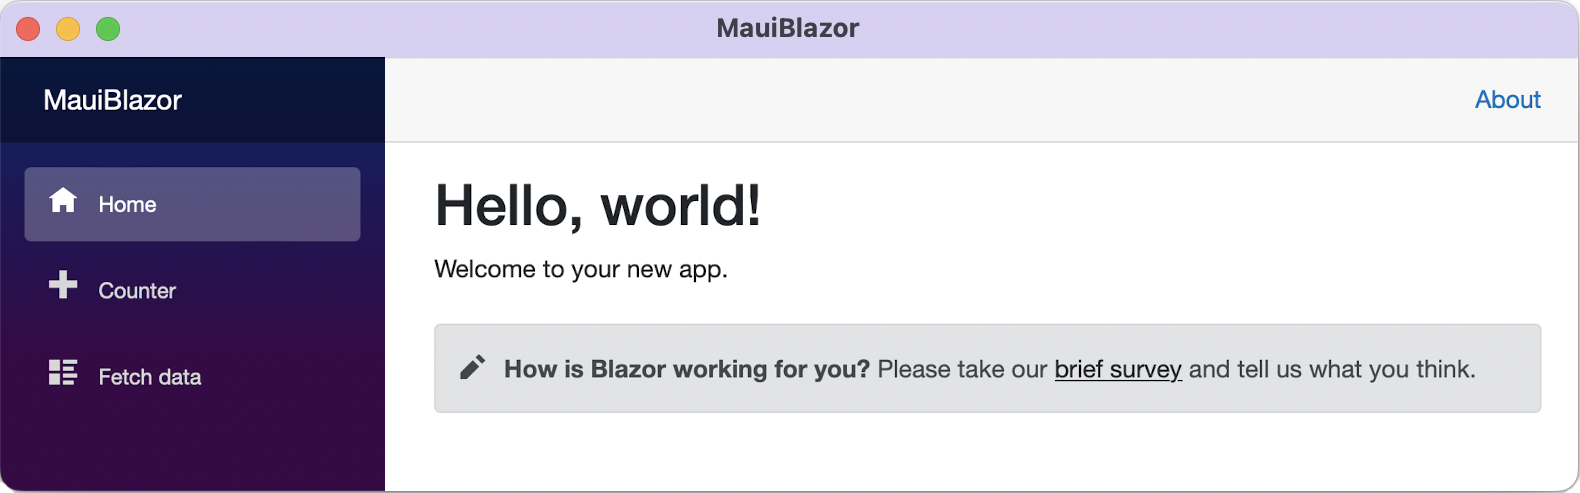 MauiBlazor
MauiBlazor
About
Home
Counter
Fetch data
Hello, world!
Welcome to your new app.
How is Blazor working for you? Please take our brief survey and tell us what you think.